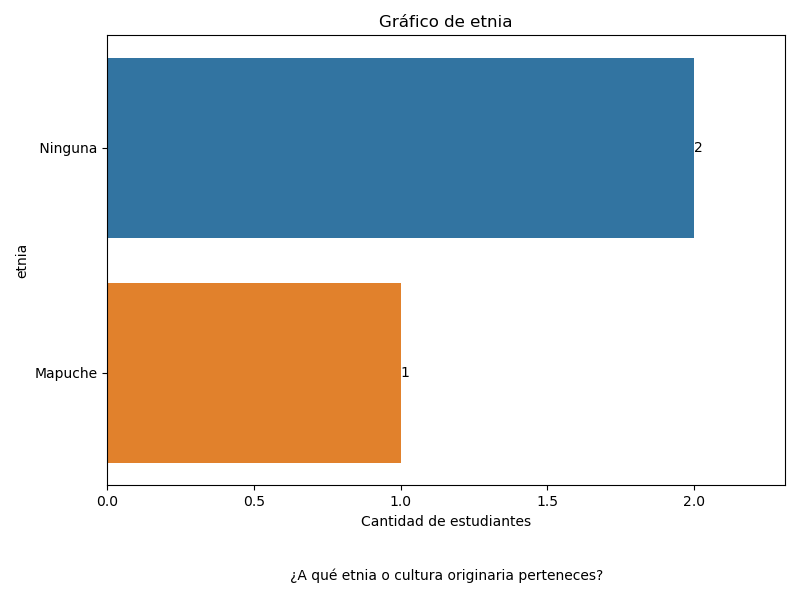 Gráfico de etnia
Ninguna
2
etnia
Mapuche
1
0.0
0.5
1.0
1.5
2.0
Cantidad de estudiantes
¿A qué etnia o cultura originaria perteneces?